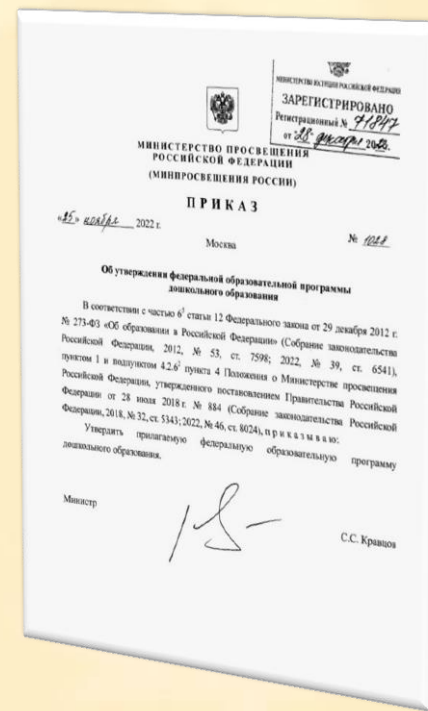 МИНИСТЕРСТВО ЮСТИЦИИ РОССИЙСКОЙ ФЕДЕРАЦИИ
ЗАРЕГИСТРИРОВАНО
Регистрационный № 71847
от "28" декабря 2022.
МИНИСТЕРСТВО ПРОСВЕЩЕНИЯ
РОССИЙСКОЙ ФЕДЕРАЦИИ
(МИНПРОСВЕЩЕНИЯ РОССИИ)
ПРИКАЗ
«25» ноября 2022 г.
№ 1028
Москва
Об утверждении федеральной образовательной программы
дошкольного образования
В соответствии с частью 6⁵ статьи 12 Федерального закона от 29 декабря 2012 г.
№ 273-ФЗ «Об образовании в Российской Федерации» (Собрание законодательства
Российской Федерации, 2012, № 53, ст. 7598; 2022, № 39, ст. 6541),
пунктом 1 и подпунктом 4.2.6² пункта 4 Положения о Министерстве просвещения
Российской Федерации, утвержденного постановлением Правительства Российской
Федерации от 28 июля 2018 г. № 884 (Собрание законодательства Российской
Федерации, 2018, № 32, ст. 5343; 2022, № 46, ст. 8024), п р и к а з ы в а ю:
Утвердить прилагаемую федеральную образовательную программу
дошкольного образования.
Министр
С.С. Кравцов